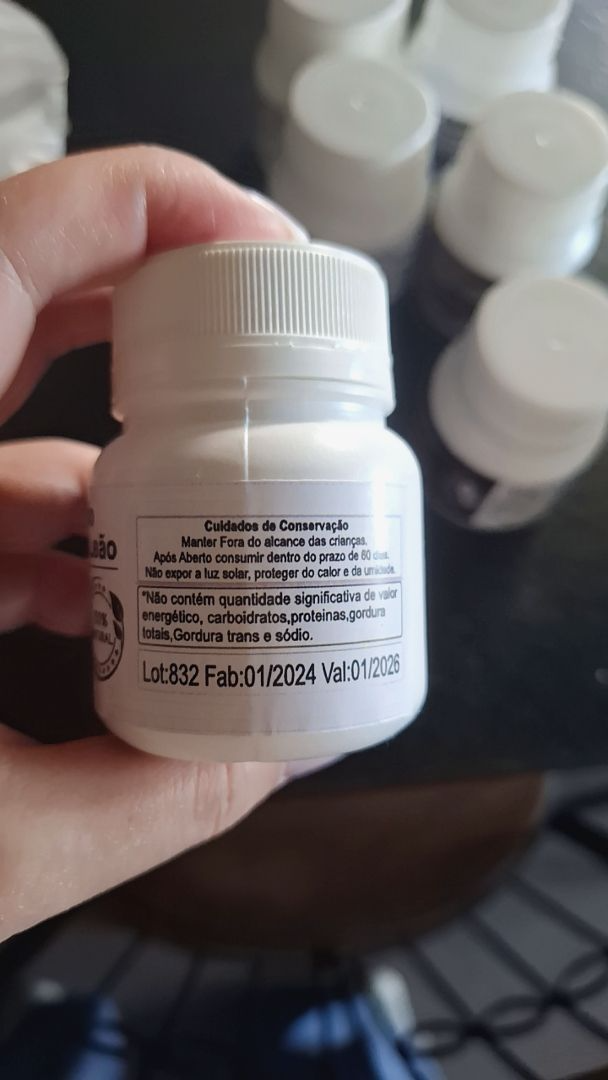 Cuidados de Conservação
Manter Fora do alcance das crianças.
Após Aberto consumir dentro do prazo de 60 dias.
Não expor a luz solar, proteger do calor e da umidade.
*Não contém quantidade significativa de valor
energético, carboidratos,proteinas,gordura
totais,Gordura trans e sódio.
Lot:832 Fab:01/2024 Val:01/2026